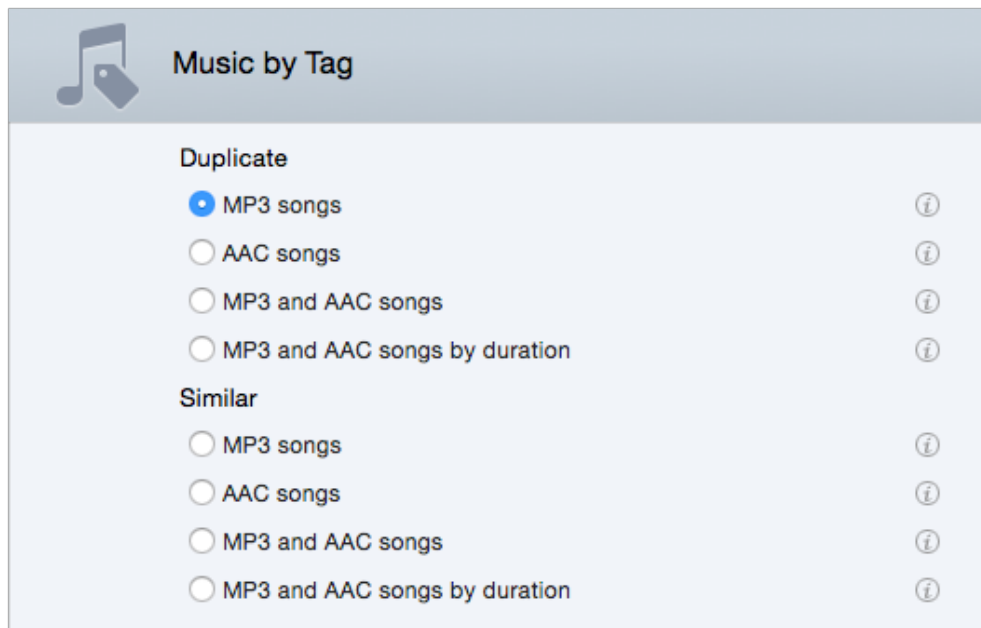 Music by Tag
Duplicate
MP3 songs
AAC songs
MP3 and AAC songs
MP3 and AAC songs by duration
Similar
MP3 songs
AAC songs
MP3 and AAC songs
MP3 and AAC songs by duration